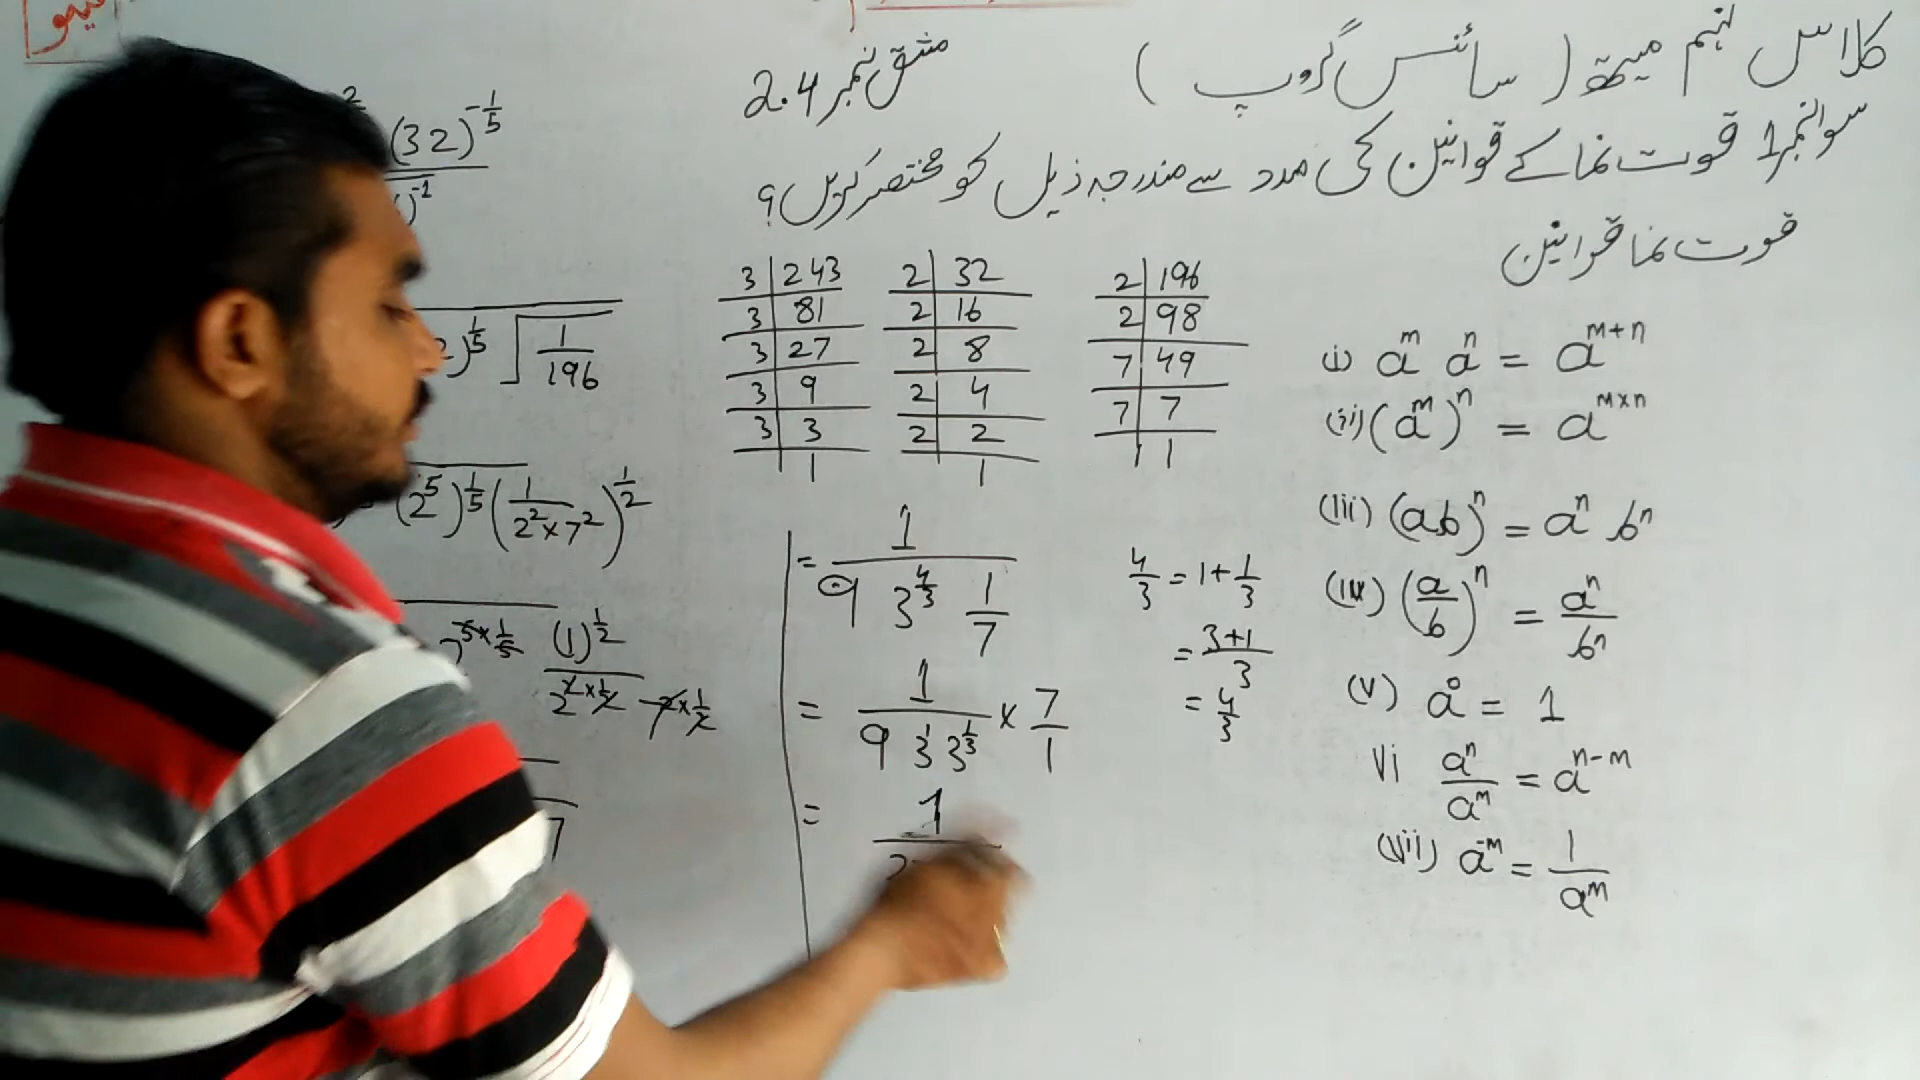 کلاس نہم میتھ (سائنس گروپ)
مشق نمبر 2.4
سوالنمبر1 قوت نما کے قوانین کی مدد سے مندرجہ ذیل کو مختصر کریں؟
قوت نما قوانین
(i) a^m a^n = a^{m+n}
(ii) (a^m)^n = a^{m×n}
(iii) (ab)^n = a^n b^n
(iv) (a/b)^n = a^n/b^n
(v) a^0 = 1
Vi a^n/a^m = a^{n-m}
(Vii) a^{-m} = 1/a^m
3 | 243
3 | 81
3 | 27
3 | 9
3 | 3
1
2 | 32
2 | 16
2 | 8
2 | 4
2 | 2
1
2 | 196
2 | 98
7 | 49
7 | 7
1
(32)^{-1/5}
)^{-1}
)^{1/5} √(1/196)
(2^5)^{1/5} (1/(2^2×7^2))^{1/2}
5×1/5 (1)^{1/2}
2^{2×1/2} 7^{2×1/2}
7
= 1/(9 3^{4/3} 1/7)
= 1/(9 3^1 3^{1/3}) × 7/1
= 1
4/3 = 1+1/3
= (3+1)/3
= 4/3